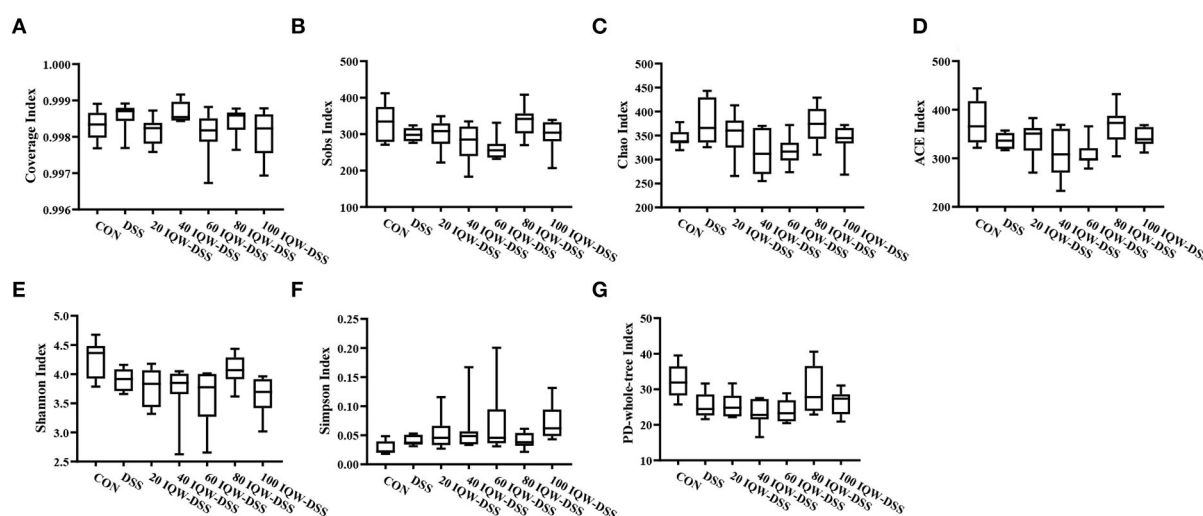 A
Coverage Index
1.000
0.999
0.998
0.997
0.996
CON
DSS
20 IQW-DSS
40 IQW-DSS
60 IQW-DSS
80 IQW-DSS
100 IQW-DSS
B
Sobs Index
500
400
300
200
100
CON
DSS
20 IQW-DSS
40 IQW-DSS
60 IQW-DSS
80 IQW-DSS
100 IQW-DSS
C
Chao Index
500
450
400
350
300
250
200
CON
DSS
20 IQW-DSS
40 IQW-DSS
60 IQW-DSS
80 IQW-DSS
100 IQW-DSS
D
ACE Index
500
400
300
200
CON
DSS
20 IQW-DSS
40 IQW-DSS
60 IQW-DSS
80 IQW-DSS
100 IQW-DSS
E
Shannon Index
5.0
4.5
4.0
3.5
3.0
2.5
CON
DSS
20 IQW-DSS
40 IQW-DSS
60 IQW-DSS
80 IQW-DSS
100 IQW-DSS
F
Simpson Index
0.25
0.20
0.15
0.10
0.05
0.00
CON
DSS
20 IQW-DSS
40 IQW-DSS
60 IQW-DSS
80 IQW-DSS
100 IQW-DSS
G
PD-whole-tree Index
50
40
30
20
10
CON
DSS
20 IQW-DSS
40 IQW-DSS
60 IQW-DSS
80 IQW-DSS
100 IQW-DSS